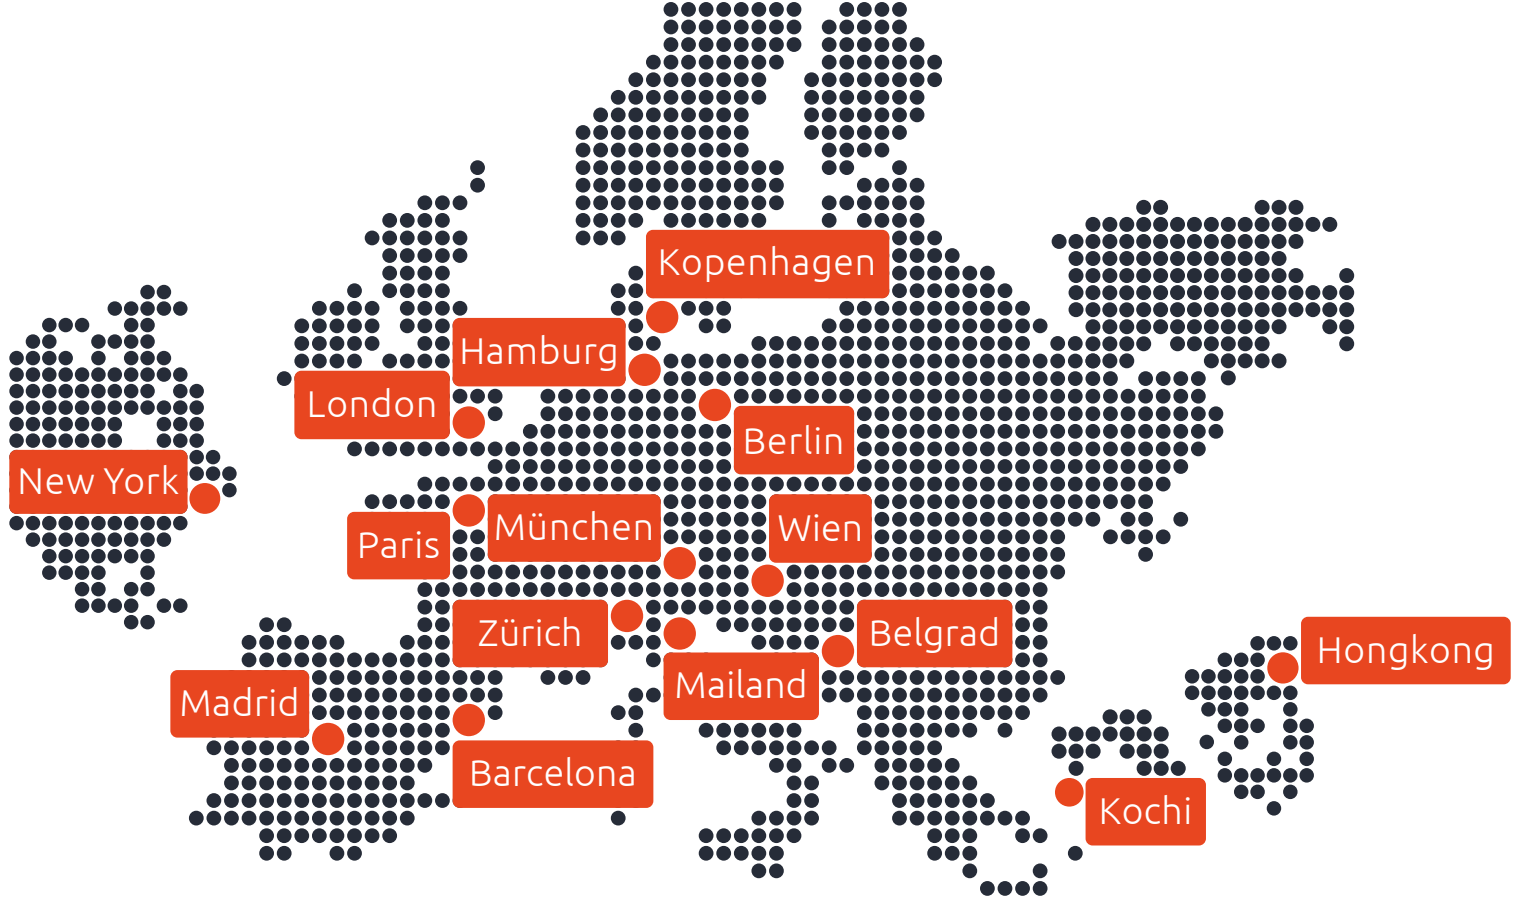 Kopenhagen
Hamburg
London
Berlin
New York
Paris
München
Wien
Zürich
Belgrad
Hongkong
Madrid
Mailand
Barcelona
Kochi